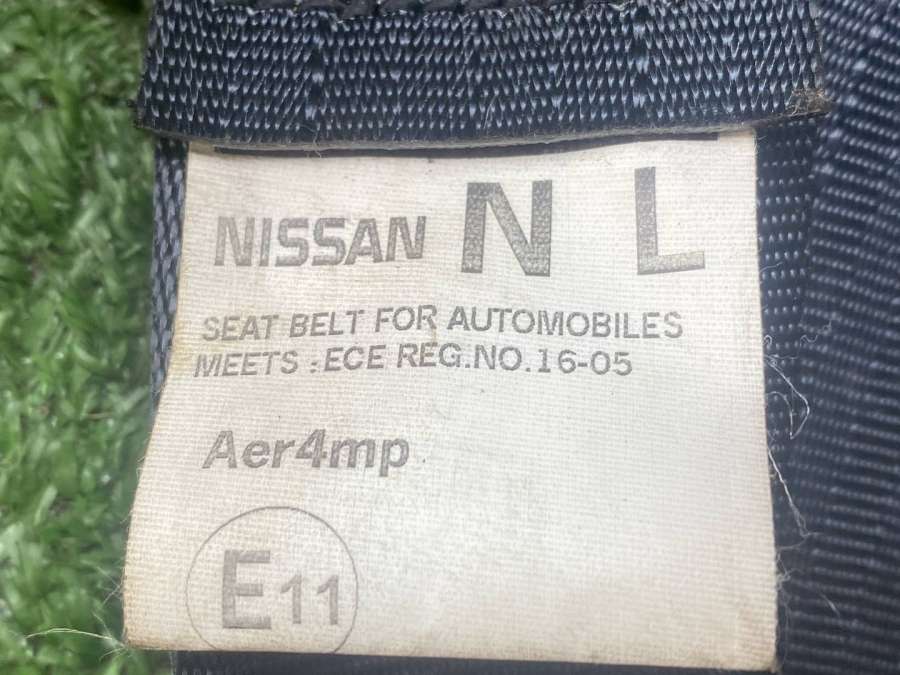 NISSAN N L
SEAT BELT FOR AUTOMOBILES
MEETS : ECE REG.NO.16-05
Aer4mp
E11